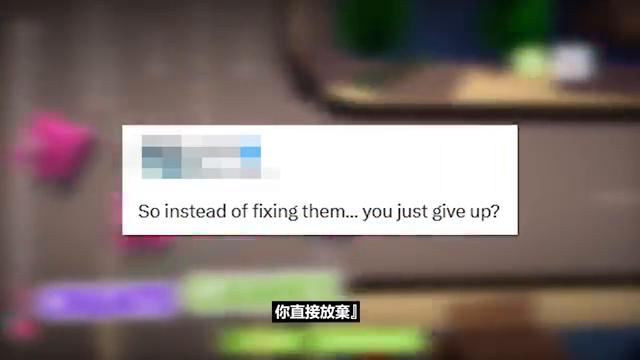 So instead of fixing them... you just give up?
你直接放棄』